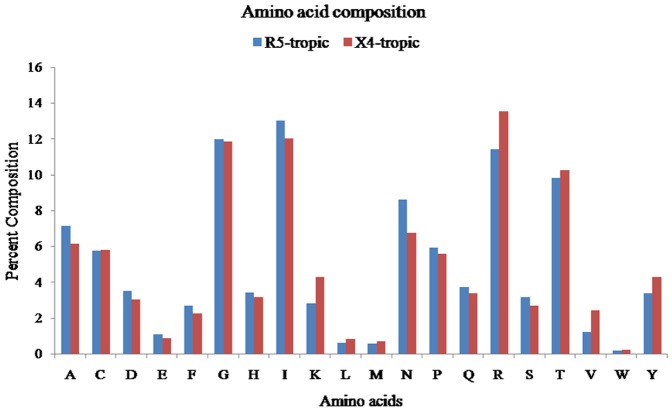 Amino acid composition
R5-tropic X4-tropic
16
14
12
10
8
6
4
2
0
Percent Composition
A C D E F G H I K L M N P Q R S T V W Y
Amino acids